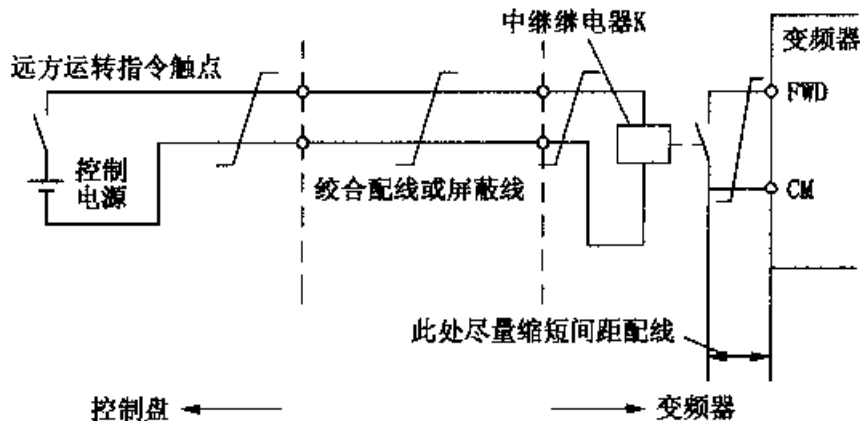 中继继电器K
变频器
远方运转指令触点
FWD
控制
电源
绞合配线或屏蔽线
CM
此处尽量缩短间距配线
控制盘
变频器